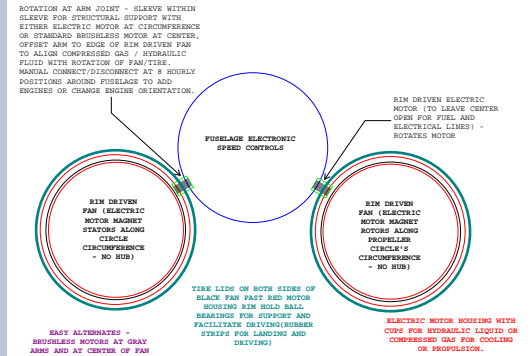 ROTATION AT ARM JOINT - SLEEVE WITHIN
SLEEVE FOR STRUCTURAL SUPPORT WITH
EITHER ELECTRIC MOTOR AT CIRCUMFERENCE
OR STANDARD BRUSHLESS MOTOR AT CENTER,
OFFSET ARM TO EDGE OF RIM DRIVEN FAN
TO ALIGN COMPRESSED GAS / HYDRAULIC
FLUID WITH ROTATION OF FAN/TIRE.
MANUAL CONNECT/DISCONNECT AT 8 HOURLY
POSITIONS AROUND FUSELAGE TO ADD
ENGINES OR CHANGE ENGINE ORIENTATION.
RIM DRIVEN ELECTRIC
MOTOR (TO LEAVE CENTER
OPEN FOR FUEL AND
ELECTRICAL LINES) -
ROTATES MOTOR
FUSELAGE ELECTRONIC
SPEED CONTROLS
RIM DRIVEN
FAN (ELECTRIC
MOTOR MAGNET
STATORS ALONG
CIRCLE
CIRCUMFERENCE
- NO HUB)
RIM DRIVEN
FAN (ELECTRIC
MOTOR MAGNET
ROTORS ALONG
PROPELLER
CIRCLE'S
CIRCUMFERENCE
- NO HUB)
TIRE LIDS ON BOTH SIDES OF
BLACK FAN PAST RED MOTOR
HOUSING RIM HOLD BALL
BEARINGS FOR SUPPORT AND
FACILITATE DRIVING(RUBBER
STRIPS FOR LANDING AND
DRIVING)
EASY ALTERNATES -
BRUSHLESS MOTORS AT GRAY
ARMS AND AT CENTER OF FAN
ELECTRIC MOTOR HOUSING WITH
CUPS FOR HYDRAULIC LIQUID OR
COMPRESSED GAS FOR COOLING
OR PROPULSION.